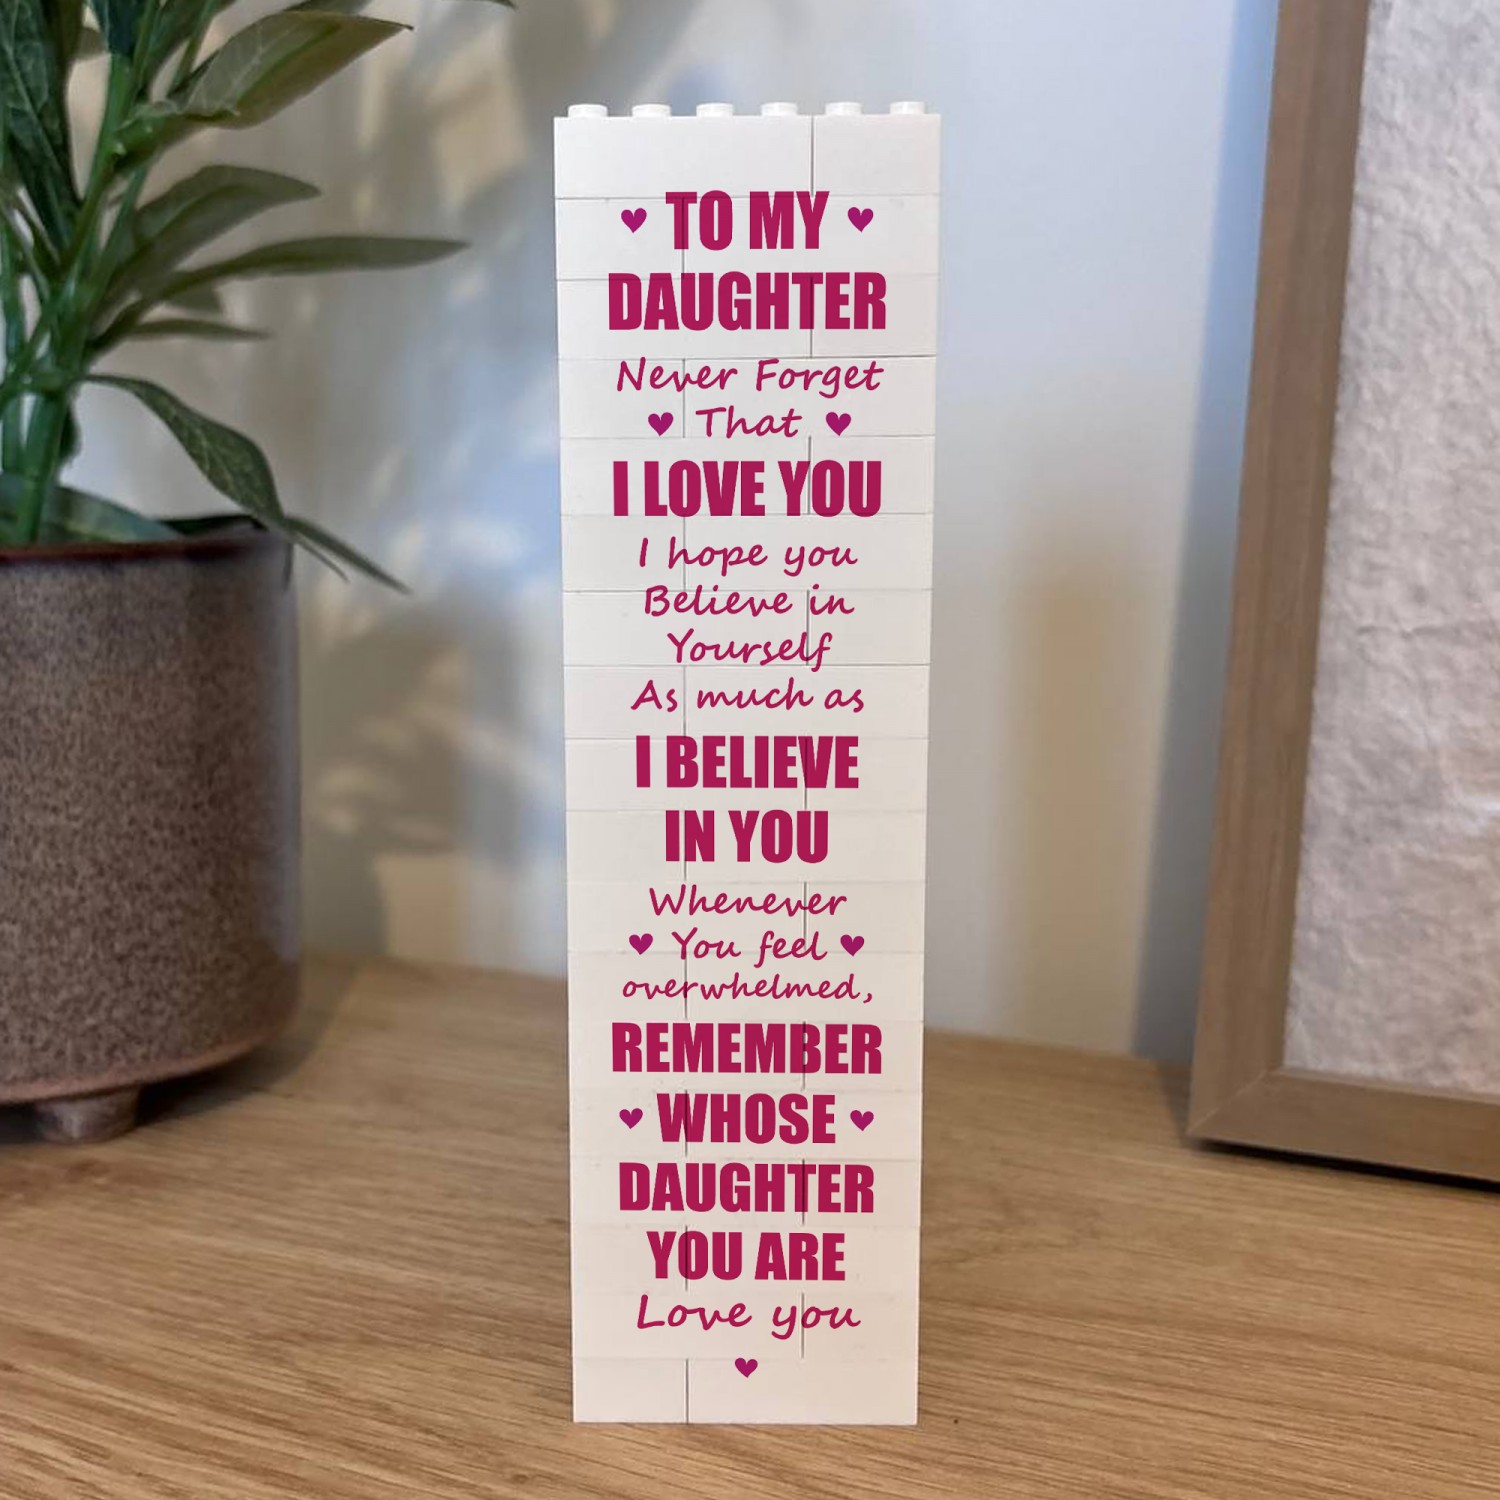 TO MY
DAUGHTER
Never Forget
That
I LOVE YOU
I hope you
Believe in
Yourself
As much as
I BELIEVE
IN YOU
Whenever
You feel
overwhelmed,
REMEMBER
WHOSE
DAUGHTER
YOU ARE
Love you